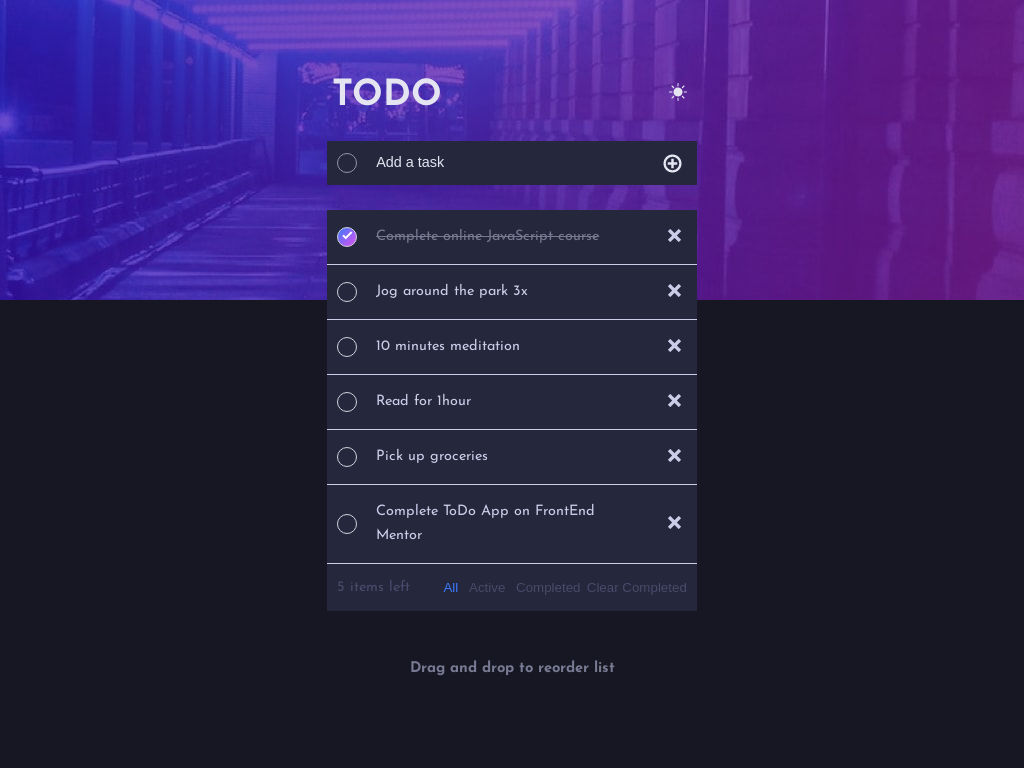 TODO
Add a task
Complete online JavaScript course
Jog around the park 3x
10 minutes meditation
Read for 1hour
Pick up groceries
Complete ToDo App on FrontEnd
Mentor
5 items left All Active Completed Clear Completed
Drag and drop to reorder list